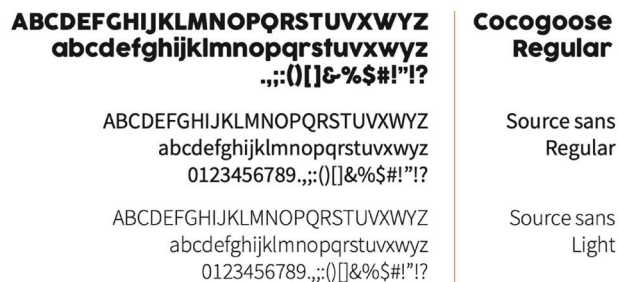 ABCDEFGHIJKLMNOPQRSTUVXWYZ
abcdefghijklmnopqrstuvxwyz
.,;:()[]&%$#!”!?
Cocogoose
Regular
ABCDEFGHIJKLMNOPQRSTUVXWYZ
abcdefghijklmnopqrstuvxwyz
0123456789.,;:()[]&%$#!”!?
Source sans
Regular
ABCDEFGHIJKLMNOPQRSTUVXWYZ
abcdefghijklmnopqrstuvxwyz
0123456789.,;:()[]&%$#!”!?
Source sans
Light